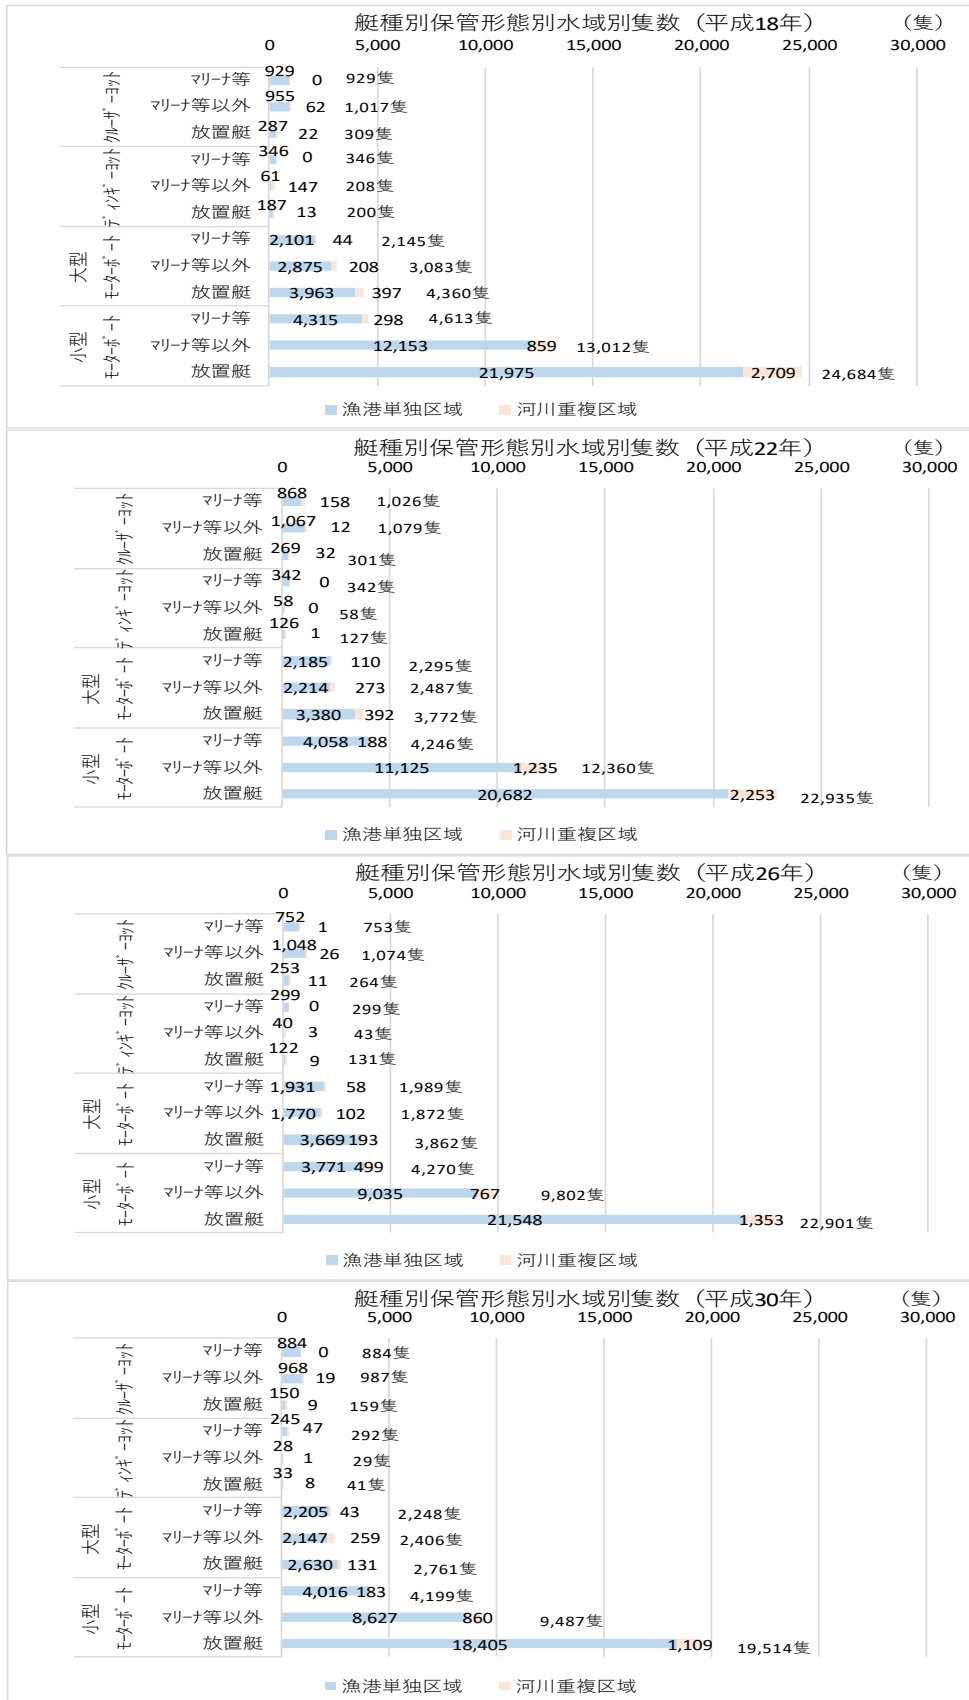 艇種別保管形態別水域別隻数（平成18年） （隻）
0 5,000 10,000 15,000 20,000 25,000 30,000
クルーザーヨット
マリーナ等 929 0 929隻
マリーナ等以外 955 62 1,017隻
放置艇 287 22 309隻
ディンギーヨット
マリーナ等 346 0 346隻
マリーナ等以外 61 147 208隻
放置艇 187 13 200隻
大型モーターボート
マリーナ等 2,101 44 2,145隻
マリーナ等以外 2,875 208 3,083隻
放置艇 3,963 397 4,360隻
小型モーターボート
マリーナ等 4,315 298 4,613隻
マリーナ等以外 12,153 859 13,012隻
放置艇 21,975 2,709 24,684隻
漁港単独区域 河川重複区域
艇種別保管形態別水域別隻数（平成22年） （隻）
0 5,000 10,000 15,000 20,000 25,000 30,000
クルーザーヨット
マリーナ等 868 158 1,026隻
マリーナ等以外 1,067 12 1,079隻
放置艇 269 32 301隻
ディンギーヨット
マリーナ等 342 0 342隻
マリーナ等以外 58 0 58隻
放置艇 126 1 127隻
大型モーターボート
マリーナ等 2,185 110 2,295隻
マリーナ等以外 2,214 273 2,487隻
放置艇 3,380 392 3,772隻
小型モーターボート
マリーナ等 4,058 188 4,246隻
マリーナ等以外 11,125 1,235 12,360隻
放置艇 20,682 2,253 22,935隻
漁港単独区域 河川重複区域
艇種別保管形態別水域別隻数（平成26年） （隻）
0 5,000 10,000 15,000 20,000 25,000 30,000
クルーザーヨット
マリーナ等 752 1 753隻
マリーナ等以外 1,048 26 1,074隻
放置艇 253 11 264隻
ディンギーヨット
マリーナ等 299 0 299隻
マリーナ等以外 40 3 43隻
放置艇 122 9 131隻
大型モーターボート
マリーナ等 1,931 58 1,989隻
マリーナ等以外 1,770 102 1,872隻
放置艇 3,669 193 3,862隻
小型モーターボート
マリーナ等 3,771 499 4,270隻
マリーナ等以外 9,035 767 9,802隻
放置艇 21,548 1,353 22,901隻
漁港単独区域 河川重複区域
艇種別保管形態別水域別隻数（平成30年） （隻）
0 5,000 10,000 15,000 20,000 25,000 30,000
クルーザーヨット
マリーナ等 884 0 884隻
マリーナ等以外 968 19 987隻
放置艇 150 9 159隻
ディンギーヨット
マリーナ等 245 47 292隻
マリーナ等以外 28 1 29隻
放置艇 33 8 41隻
大型モーターボート
マリーナ等 2,205 43 2,248隻
マリーナ等以外 2,147 259 2,406隻
放置艇 2,630 131 2,761隻
小型モーターボート
マリーナ等 4,016 183 4,199隻
マリーナ等以外 8,627 860 9,487隻
放置艇 18,405 1,109 19,514隻
漁港単独区域 河川重複区域